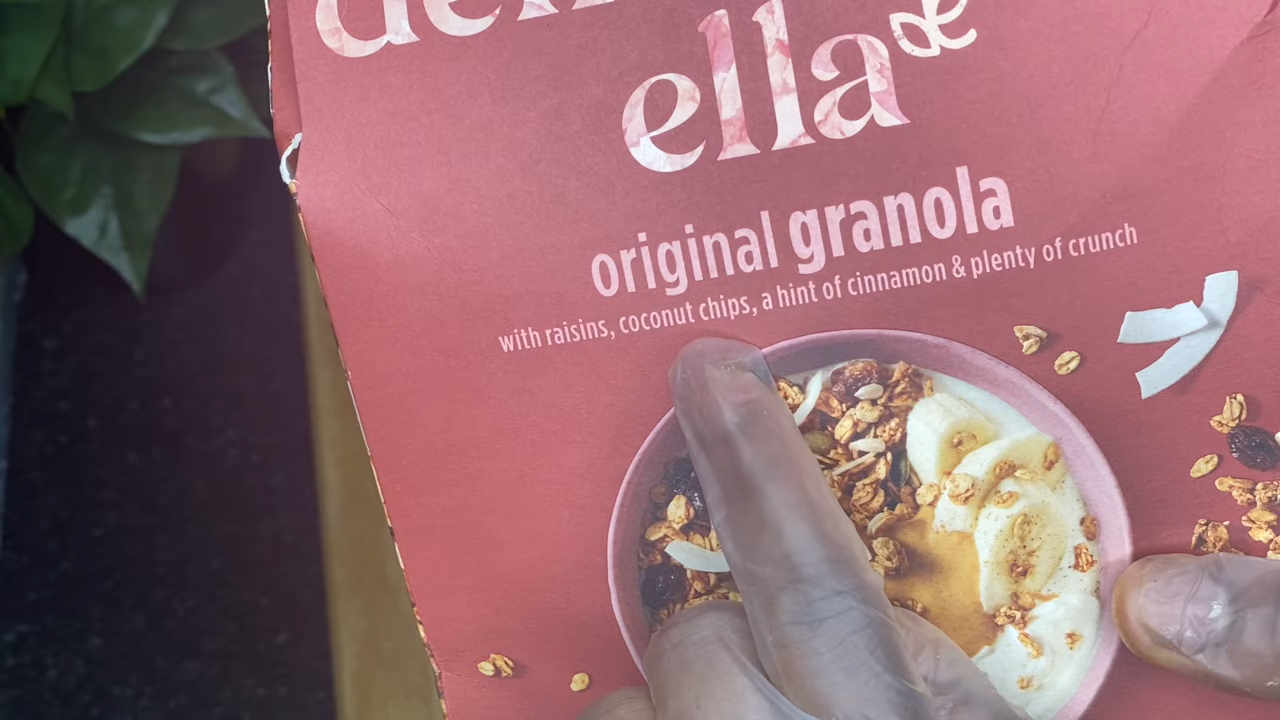 ella
original granola
with raisins, coconut chips, a hint of cinnamon & plenty of crunch